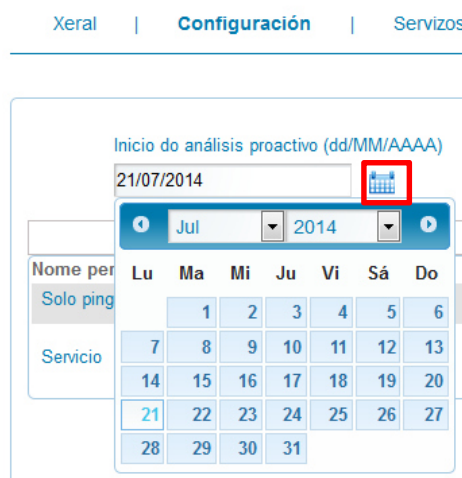 Xeral | Configuración | Servizos
Inicio do análisis proactivo (dd/MM/AAAA)
21/07/2014
Jul 2014
Nome per
Lu Ma Mi Ju Vi Sá Do
Solo ping
1 2 3 4 5 6
Servicio
7 8 9 10 11 12 13
14 15 16 17 18 19 20
21 22 23 24 25 26 27
28 29 30 31